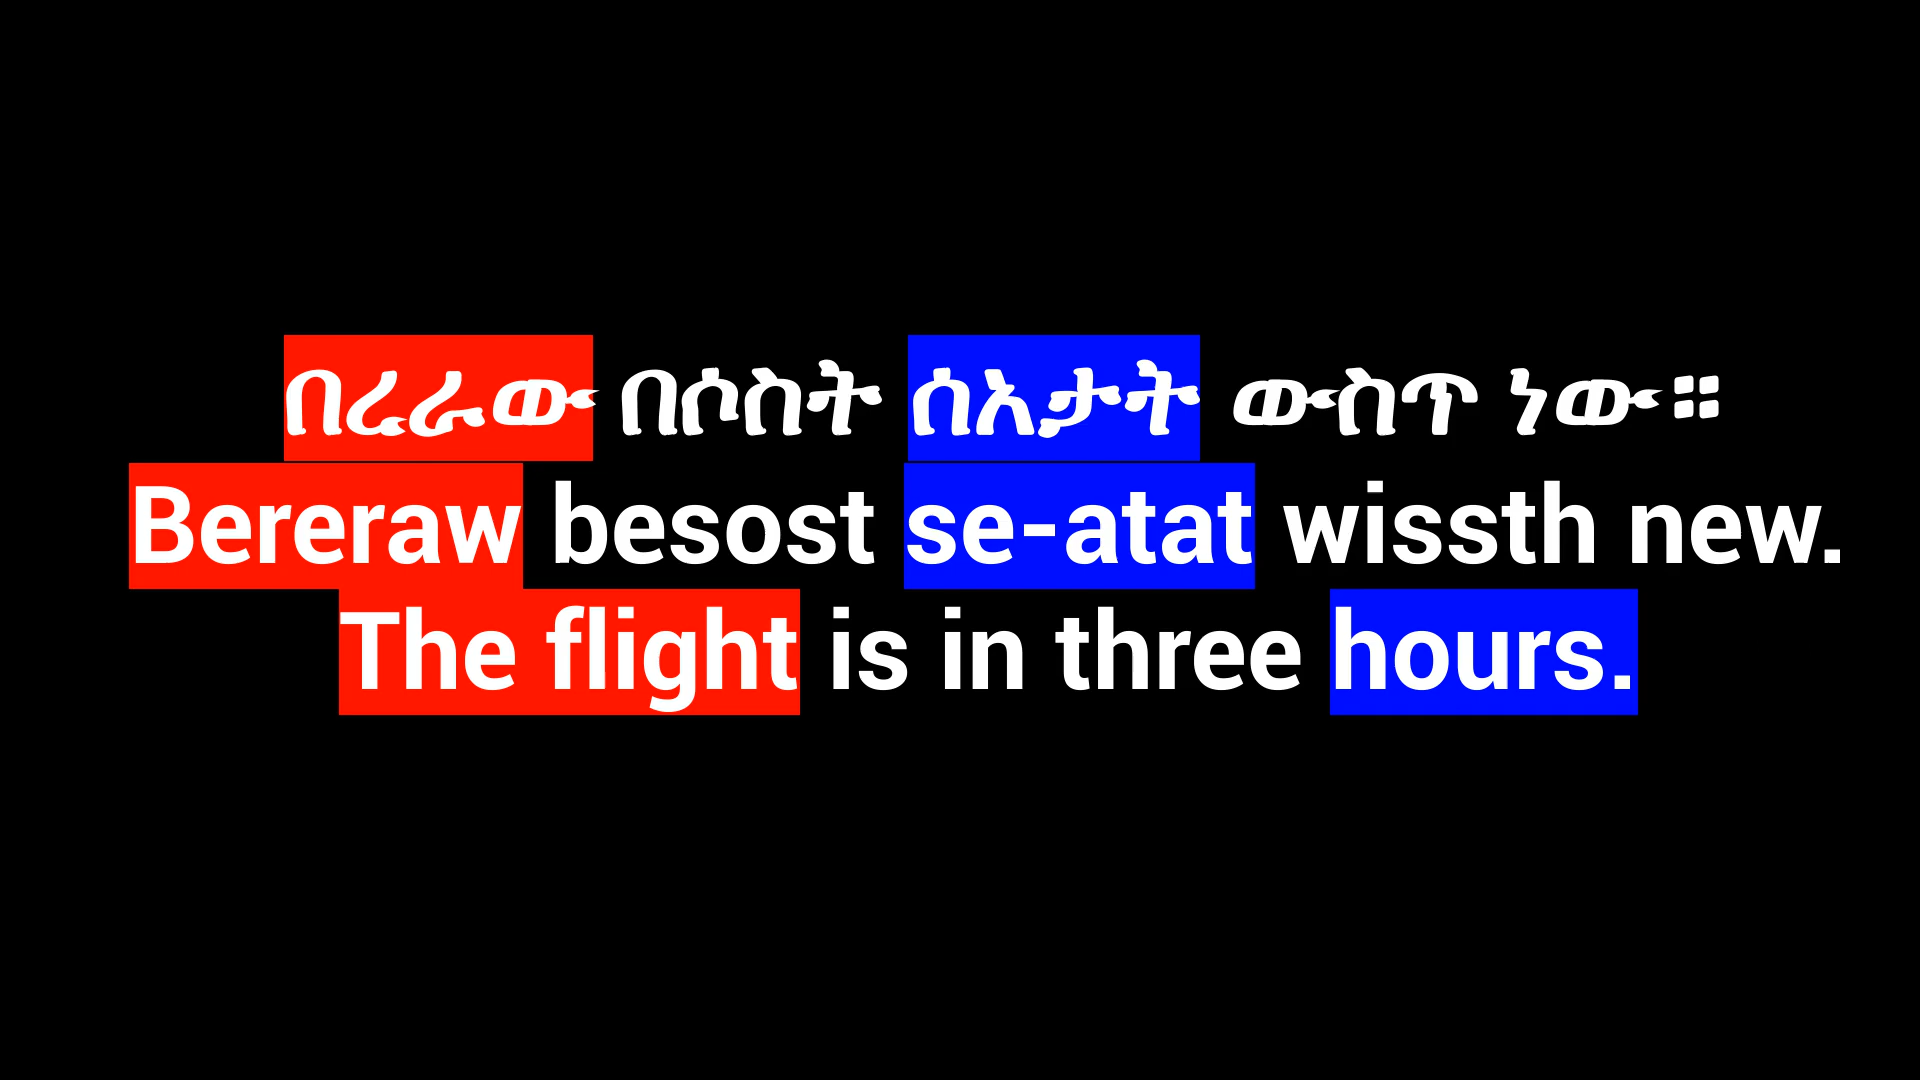 በረራው በሶስት ሰአታት ውስጥ ነው።
Bereraw besost se-atat wissth new.
The flight is in three hours.